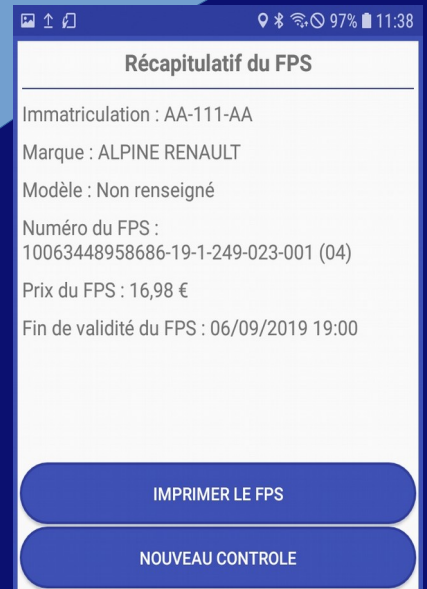 97% 11:38
Récapitulatif du FPS
Immatriculation : AA-111-AA
Marque : ALPINE RENAULT
Modèle : Non renseigné
Numéro du FPS :
10063448958686-19-1-249-023-001 (04)
Prix du FPS : 16,98 €
Fin de validité du FPS : 06/09/2019 19:00
IMPRIMER LE FPS
NOUVEAU CONTROLE